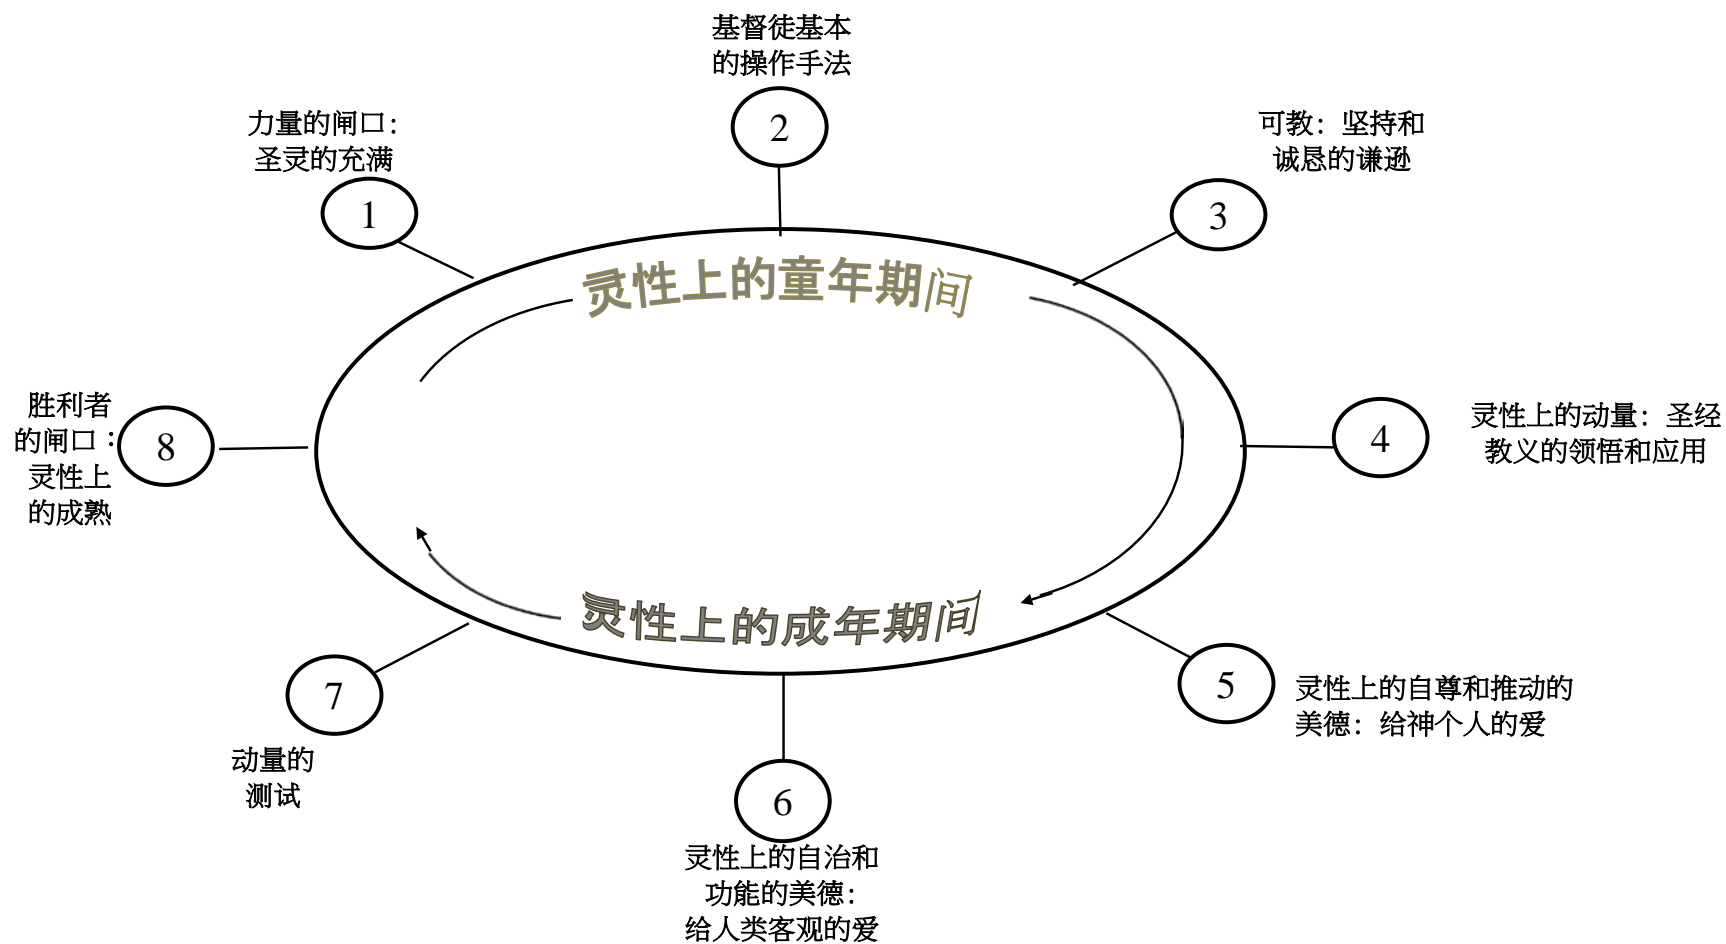 基督徒基本
的操作手法
2
力量的闸口：
圣灵的充满
1
可教：坚持和
诚恳的谦逊
3
灵性上的童年期间
胜利者
的闸口：
灵性上
的成熟
8
灵性上的动量：圣经
教义的领悟和应用
4
灵性上的成年期间
5
灵性上的自尊和推动的
美德：给神个人的爱
7
动量的
测试
6
灵性上的自治和
功能的美德：
给人类客观的爱